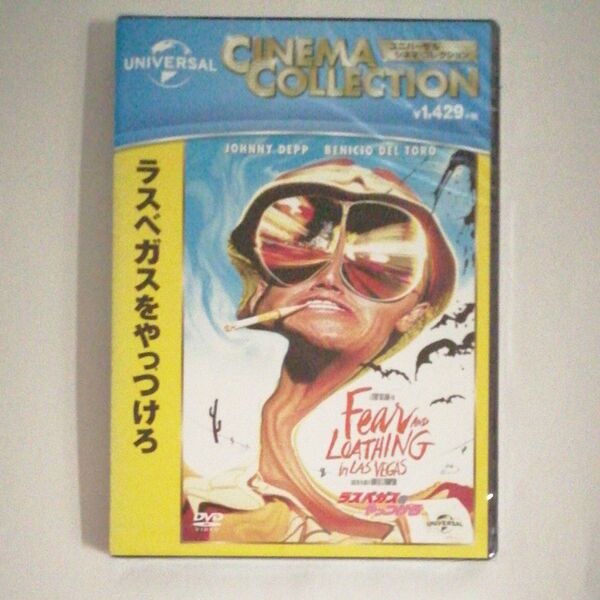 UNIVERSAL
CINEMA
COLLECTION
ユニバーサル
シネマ・コレクション
¥1,429+税
JOHNNY DEPP BENICIO DEL TORO
ラスベガスをやっつけろ
Fear AND
LOATHING
in LAS VEGAS
ラスベガスを
やっつけろ
DVD
VIDEO
UNIVERSAL